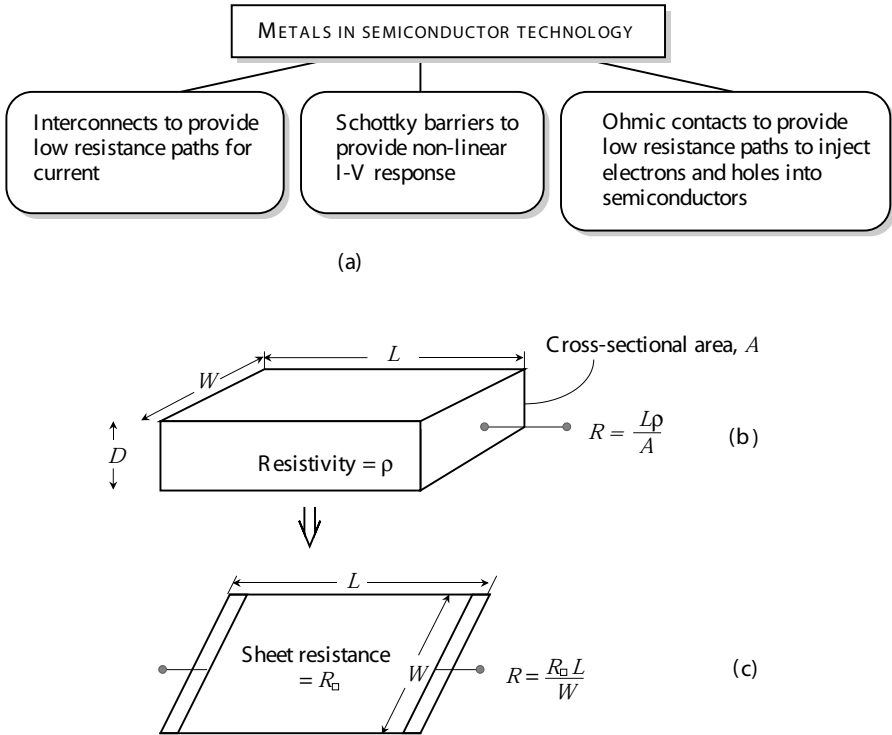 METALS IN SEMICONDUCTOR TECHNOLOGY
Interconnects to provide
low resistance paths for
current
Schottky barriers to
provide non-linear
I-V response
Ohmic contacts to provide
low resistance paths to inject
electrons and holes into
semiconductors
(a)
L
Cross-sectional area, A
W
D
Resistivity = ρ
R = Lρ/A
(b)
L
Sheet resistance
= R□
W
R = R□ L/W
(c)